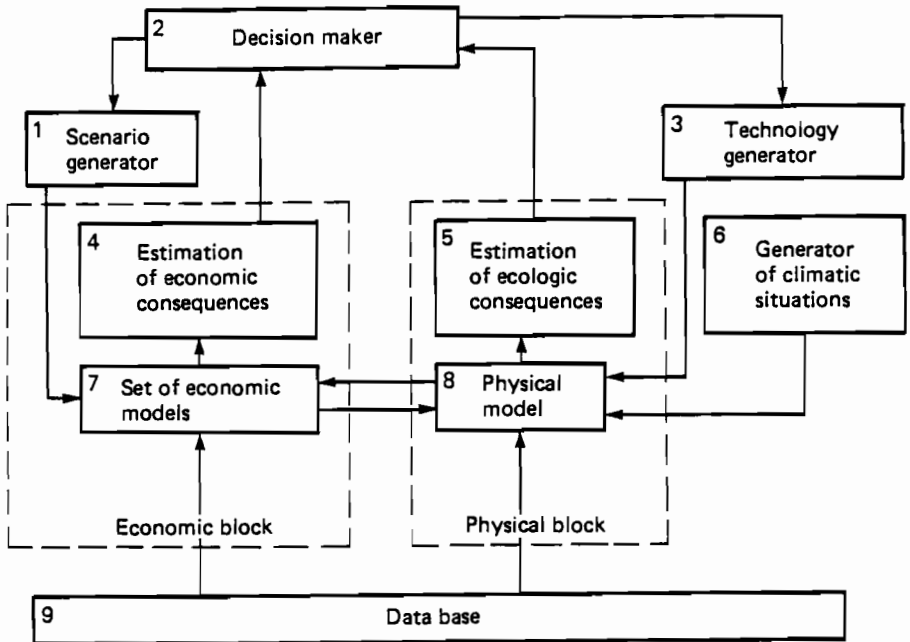 2 Decision maker
1 Scenario
generator
3 Technology
generator
4 Estimation
of economic
consequences
5 Estimation
of ecologic
consequences
6 Generator
of climatic
situations
7 Set of economic
models
8 Physical
model
Economic block
Physical block
9 Data base